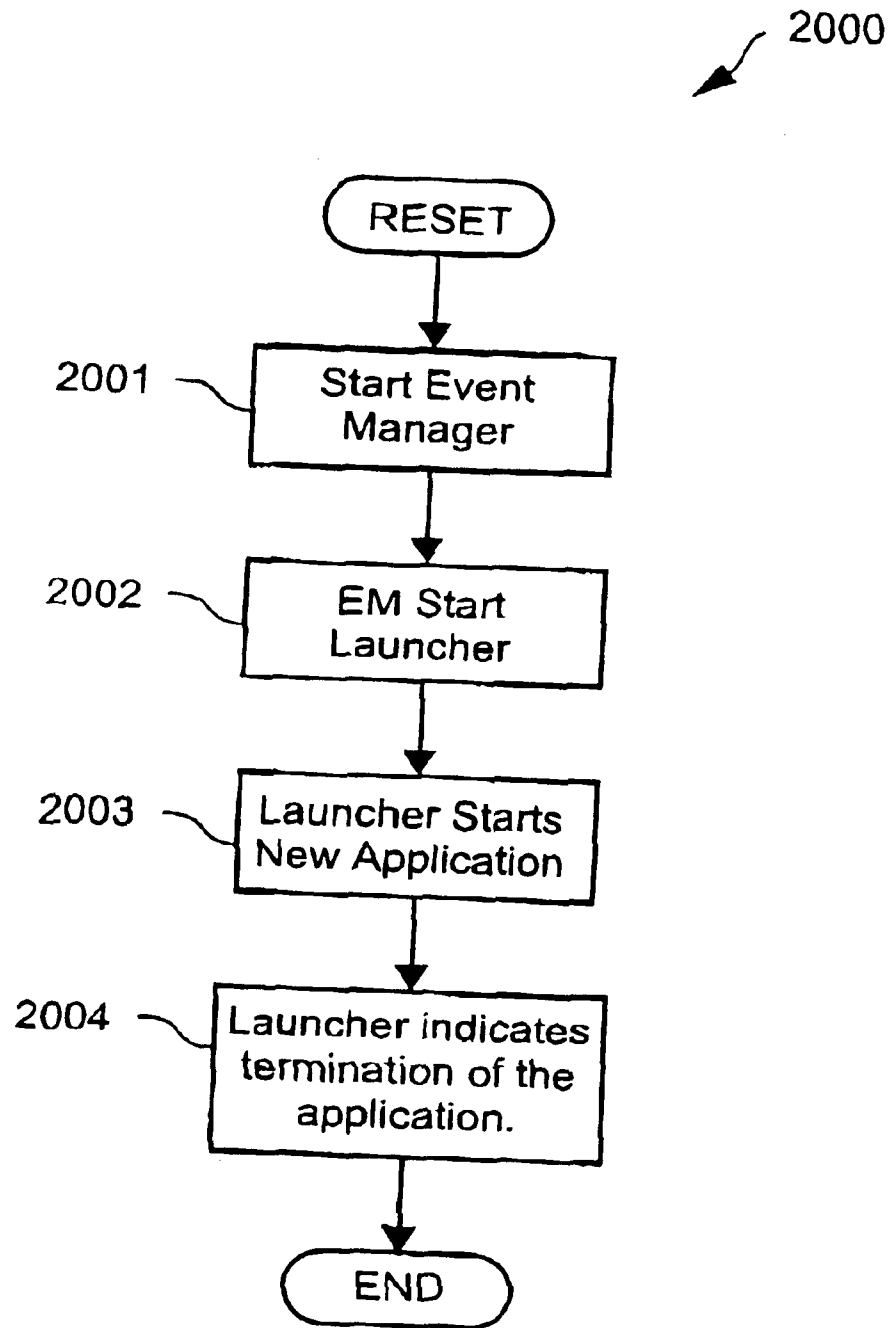 2000
RESET
2001
Start Event
Manager
2002
EM Start
Launcher
2003
Launcher Starts
New Application
2004
Launcher indicates
termination of the
application.
END